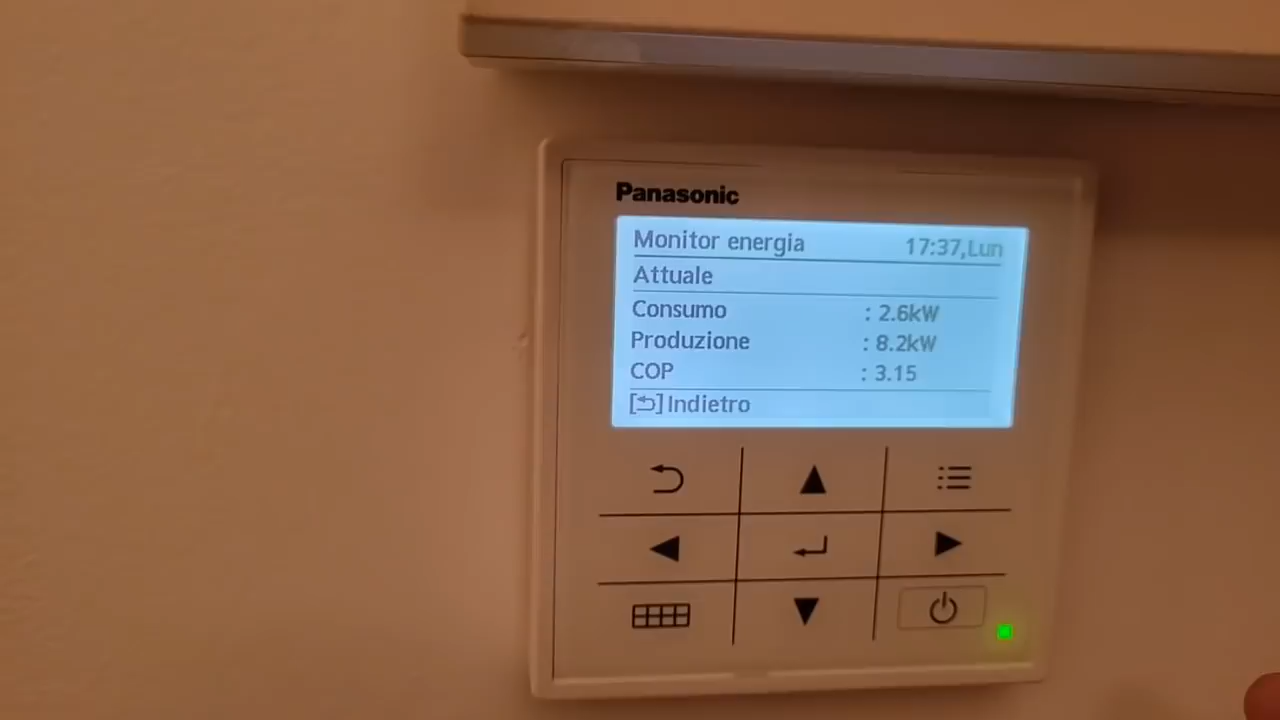 Panasonic
Monitor energia 17:37,Lun
Attuale
Consumo : 2.6kW
Produzione : 8.2kW
COP : 3.15
[⮌]Indietro